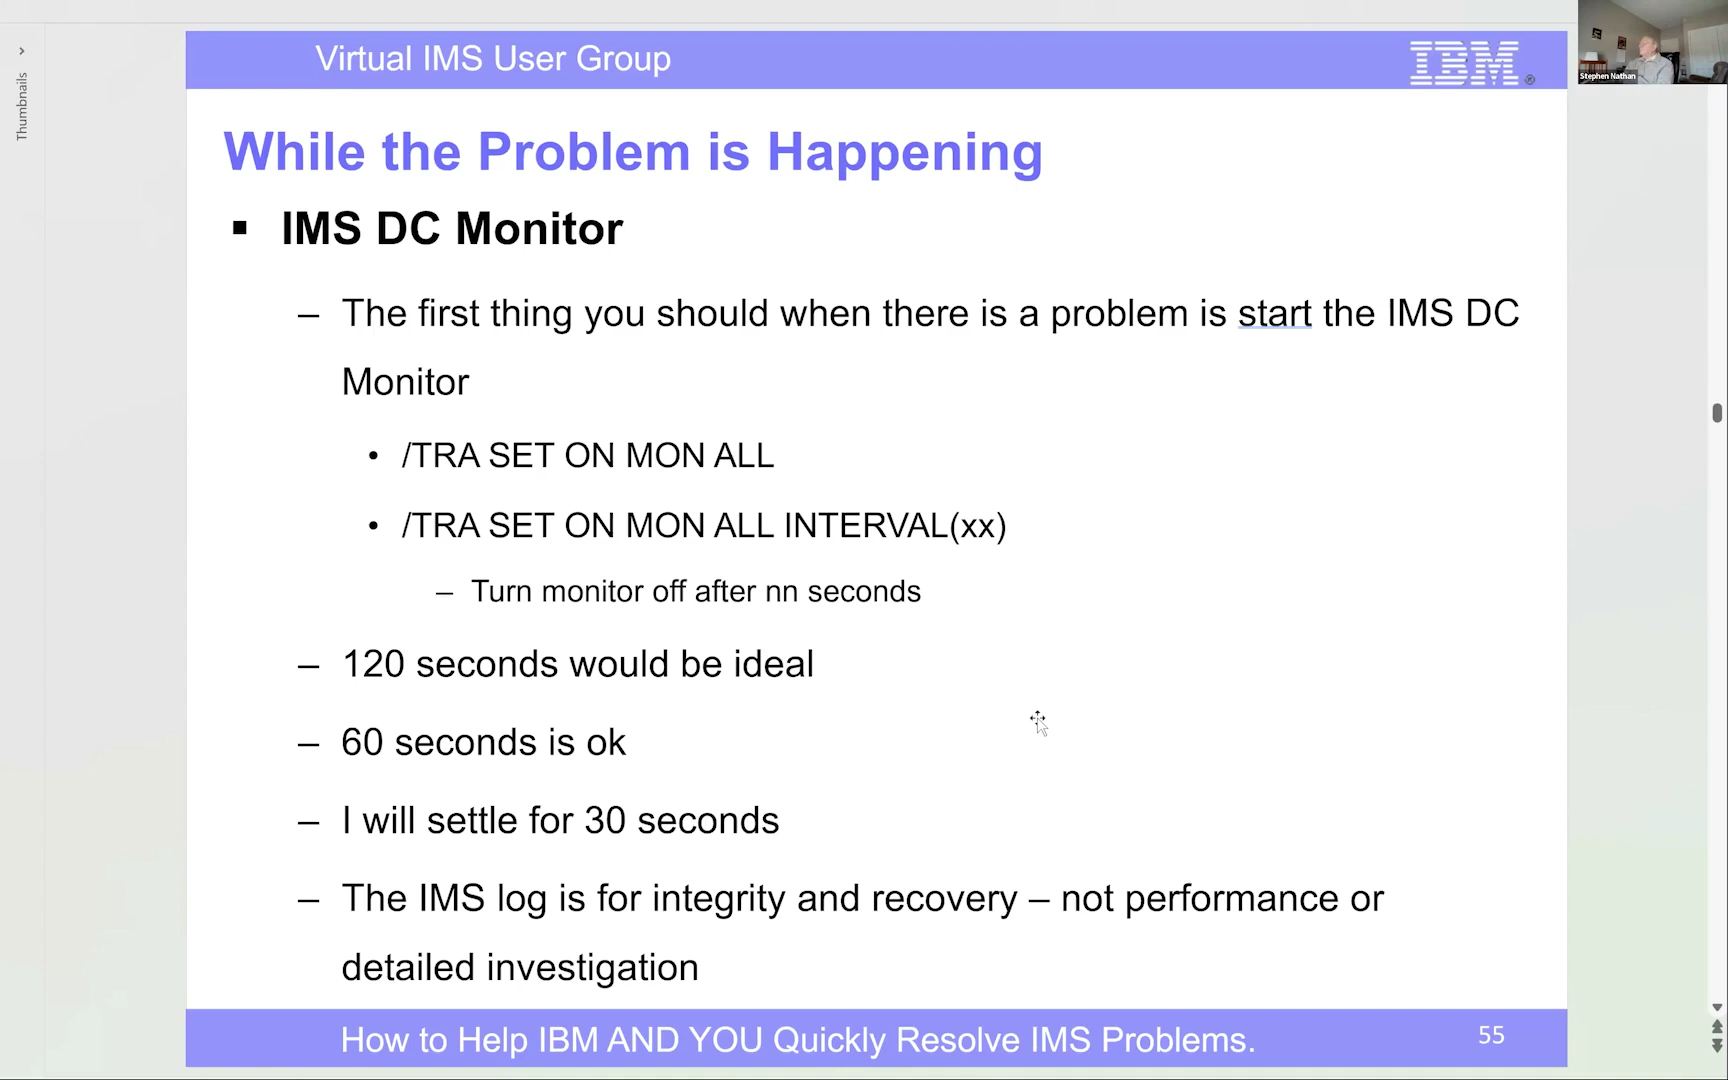 Thumbnails
Virtual IMS User Group
IBM®
Stephen Nathan
While the Problem is Happening
▪ IMS DC Monitor
– The first thing you should when there is a problem is start the IMS DC
Monitor
• /TRA SET ON MON ALL
• /TRA SET ON MON ALL INTERVAL(xx)
– Turn monitor off after nn seconds
– 120 seconds would be ideal
– 60 seconds is ok
– I will settle for 30 seconds
– The IMS log is for integrity and recovery – not performance or
detailed investigation
How to Help IBM AND YOU Quickly Resolve IMS Problems.
55